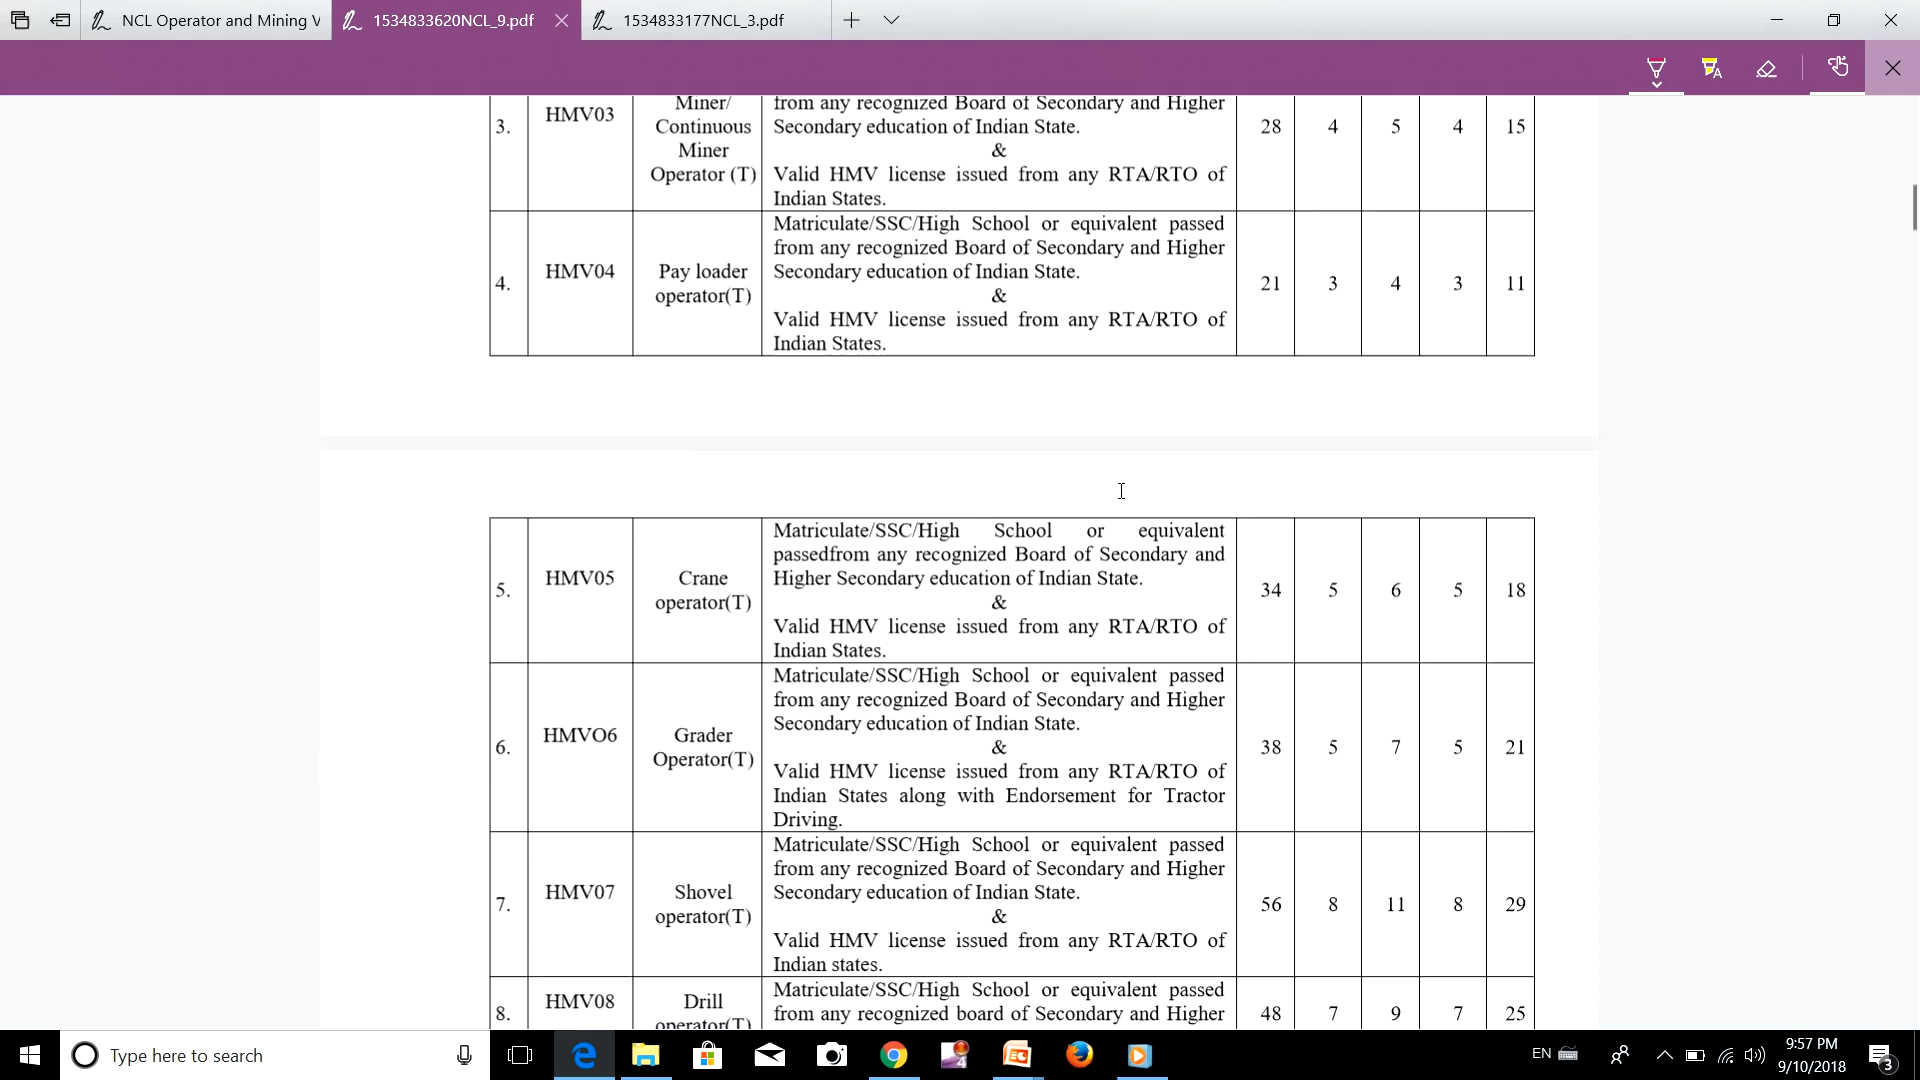 NCL Operator and Mining V
1534833620NCL_9.pdf
1534833177NCL_3.pdf
3.
HMV03
Miner/
Continuous
Miner
Operator (T)
from any recognized Board of Secondary and Higher
Secondary education of Indian State.
&
Valid HMV license issued from any RTA/RTO of
Indian States.
28 4 5 4 15
4.
HMV04
Pay loader
operator(T)
Matriculate/SSC/High School or equivalent passed
from any recognized Board of Secondary and Higher
Secondary education of Indian State.
&
Valid HMV license issued from any RTA/RTO of
Indian States.
21 3 4 3 11
5.
HMV05
Crane
operator(T)
Matriculate/SSC/High School or equivalent
passedfrom any recognized Board of Secondary and
Higher Secondary education of Indian State.
&
Valid HMV license issued from any RTA/RTO of
Indian States.
34 5 6 5 18
6.
HMVO6
Grader
Operator(T)
Matriculate/SSC/High School or equivalent passed
from any recognized Board of Secondary and Higher
Secondary education of Indian State.
&
Valid HMV license issued from any RTA/RTO of
Indian States along with Endorsement for Tractor
Driving.
38 5 7 5 21
7.
HMV07
Shovel
operator(T)
Matriculate/SSC/High School or equivalent passed
from any recognized Board of Secondary and Higher
Secondary education of Indian State.
&
Valid HMV license issued from any RTA/RTO of
Indian states.
56 8 11 8 29
8.
HMV08
Drill
operator(T)
Matriculate/SSC/High School or equivalent passed
from any recognized board of Secondary and Higher
48 7 9 7 25
Type here to search
4
EN
9:57 PM
9/10/2018
3